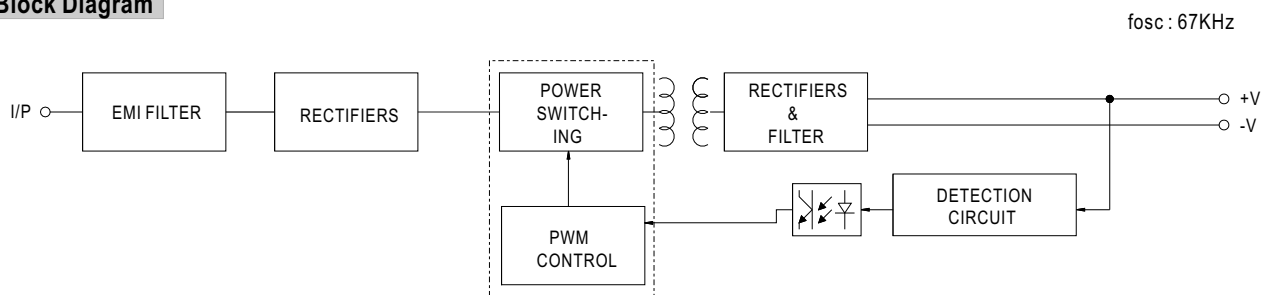 Block Diagram
fosc : 67KHz
I/P
EMI FILTER
RECTIFIERS
POWER
SWITCH-
ING
RECTIFIERS
&
FILTER
+V
-V
DETECTION
CIRCUIT
PWM
CONTROL